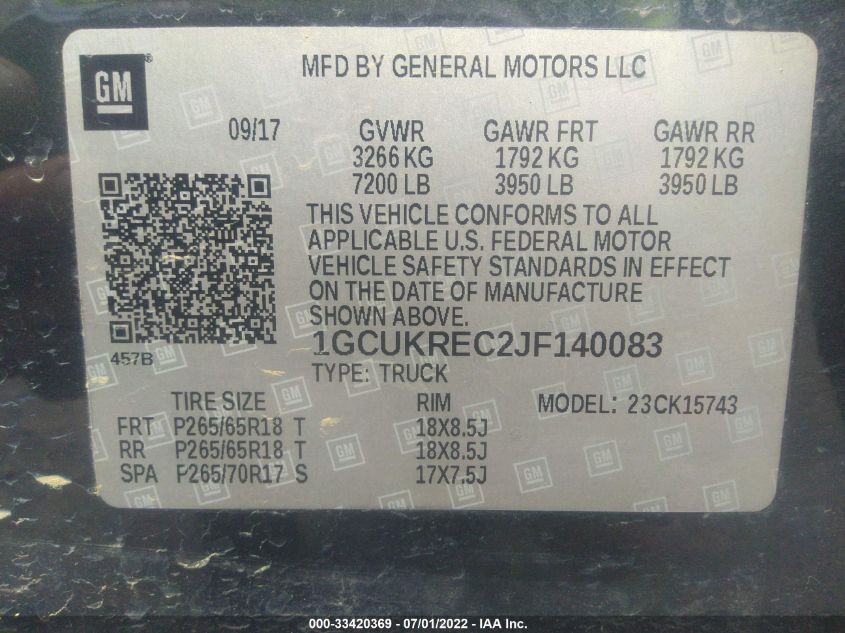 GM
MFD BY GENERAL MOTORS LLC
09/17 GVWR GAWR FRT GAWR RR
3266 KG 1792 KG 1792 KG
7200 LB 3950 LB 3950 LB
THIS VEHICLE CONFORMS TO ALL
APPLICABLE U.S. FEDERAL MOTOR
VEHICLE SAFETY STANDARDS IN EFFECT
ON THE DATE OF MANUFACTURE
SHOWN ABOVE.
457B
1GCUKREC2JF140083
TYPE: TRUCK
TIRE SIZE RIM MODEL: 23CK15743
FRT P265/65R18 T 18X8.5J
RR P265/65R18 T 18X8.5J
SPA P265/70R17 S 17X7.5J
000-33420369 - 07/01/2022 - IAA Inc.